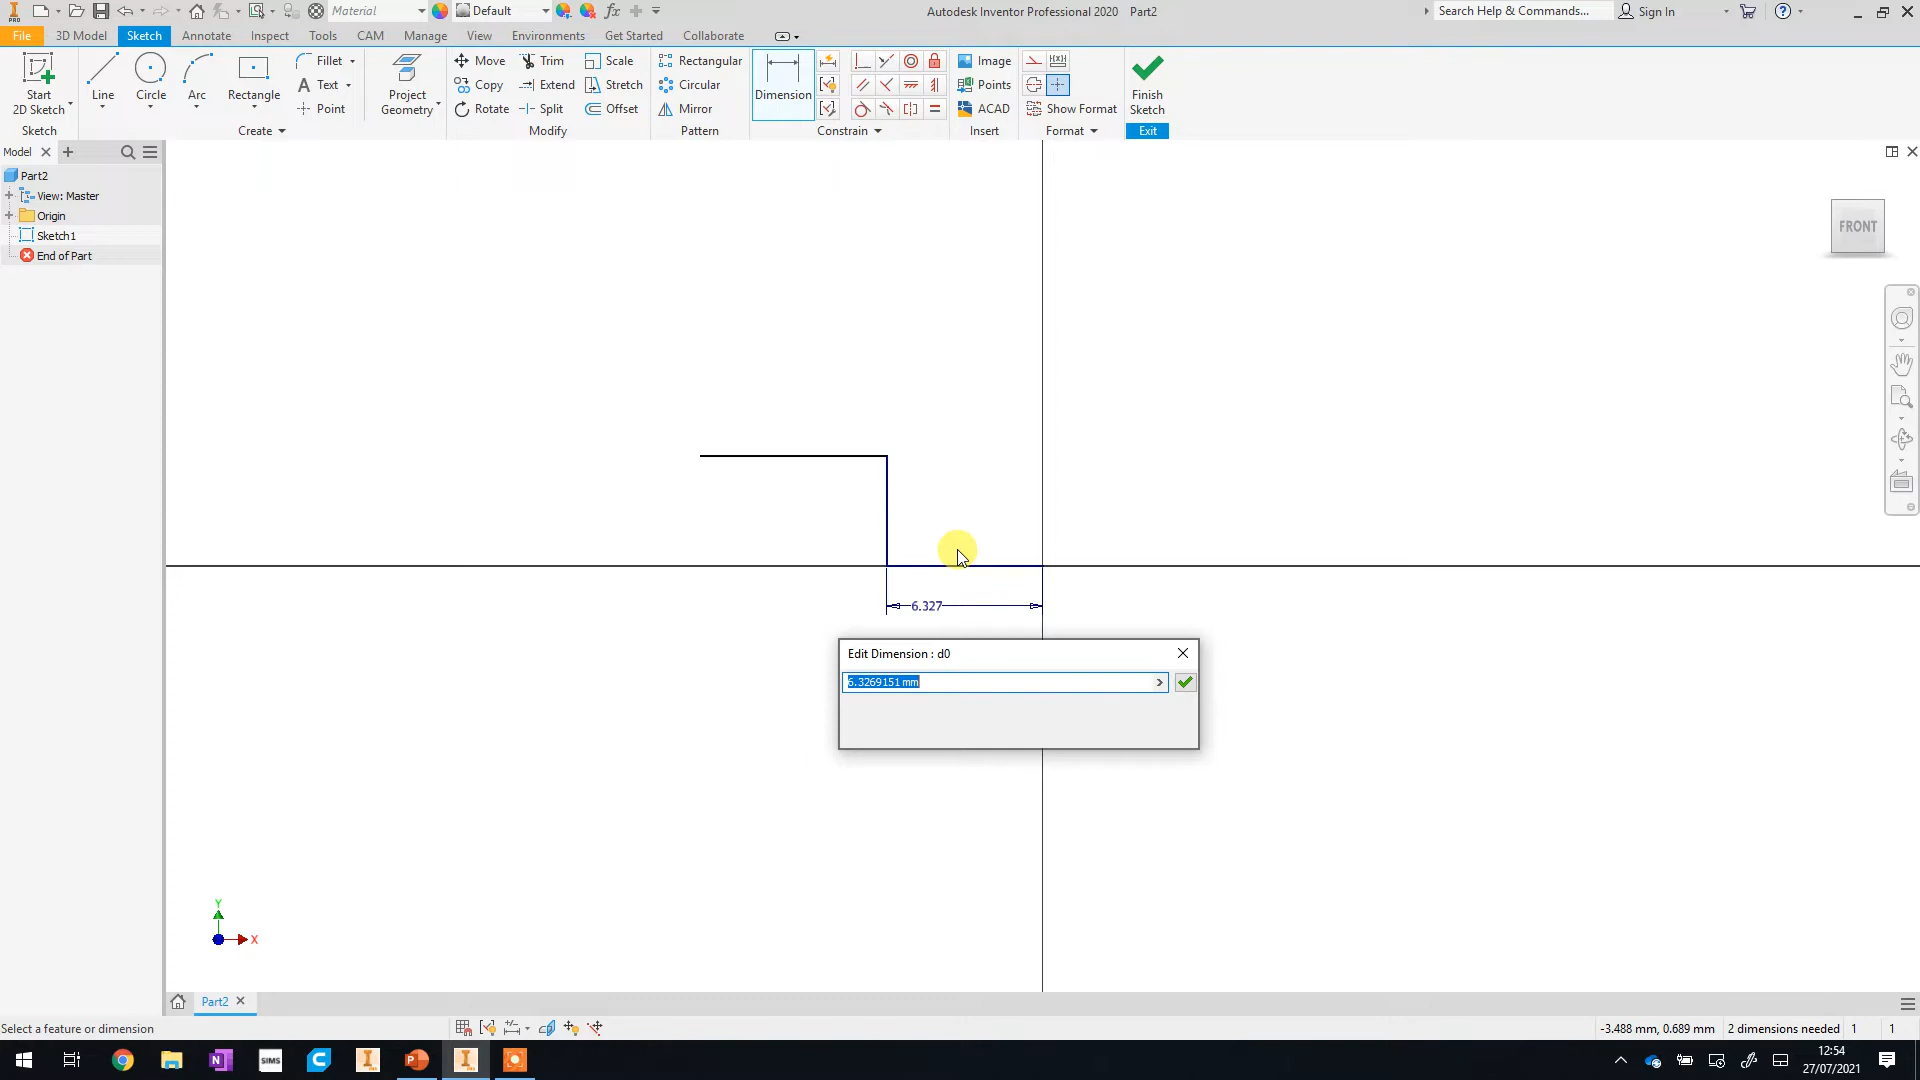 Material
Default
Autodesk Inventor Professional 2020 Part2
Search Help & Commands...
Sign In
File
3D Model
Sketch
Annotate
Inspect
Tools
CAM
Manage
View
Environments
Get Started
Collaborate
Start
2D Sketch
Line
Circle
Arc
Rectangle
Fillet
Text
Point
Project
Geometry
Move
Copy
Rotate
Trim
Extend
Split
Scale
Stretch
Offset
Rectangular
Circular
Mirror
Dimension
Image
Points
ACAD
Show Format
Finish
Sketch
Sketch
Create
Modify
Pattern
Constrain
Insert
Format
Exit
Model
Part2
View: Master
Origin
Sketch1
End of Part
FRONT
6.327
Edit Dimension : d0
6.3269151 mm
Y
X
Part2
Select a feature or dimension
-3.488 mm, 0.689 mm
2 dimensions needed
1
1
SIMS
12:54
27/07/2021